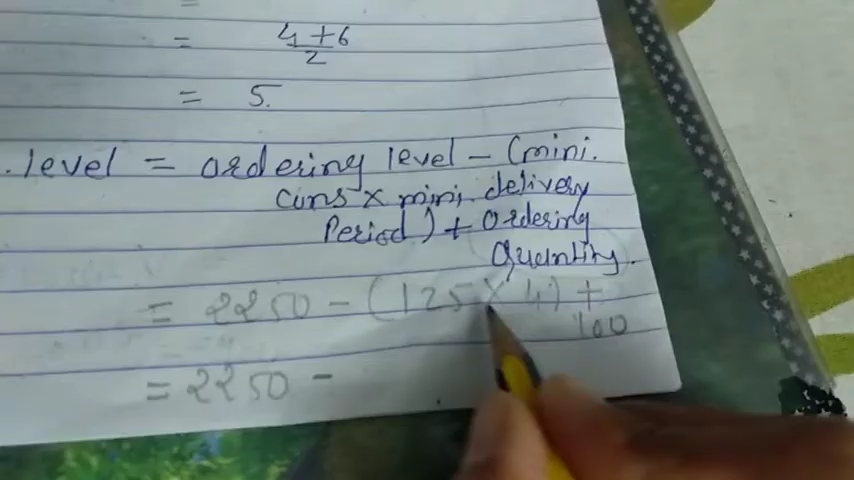 =
= 4+6
2
= 5.
. level = ordering level - (mini.
cons x mini. delivery
Period) + ordering
Quantity.
= 2250 - (125 x 4) +
100
= 2250 -